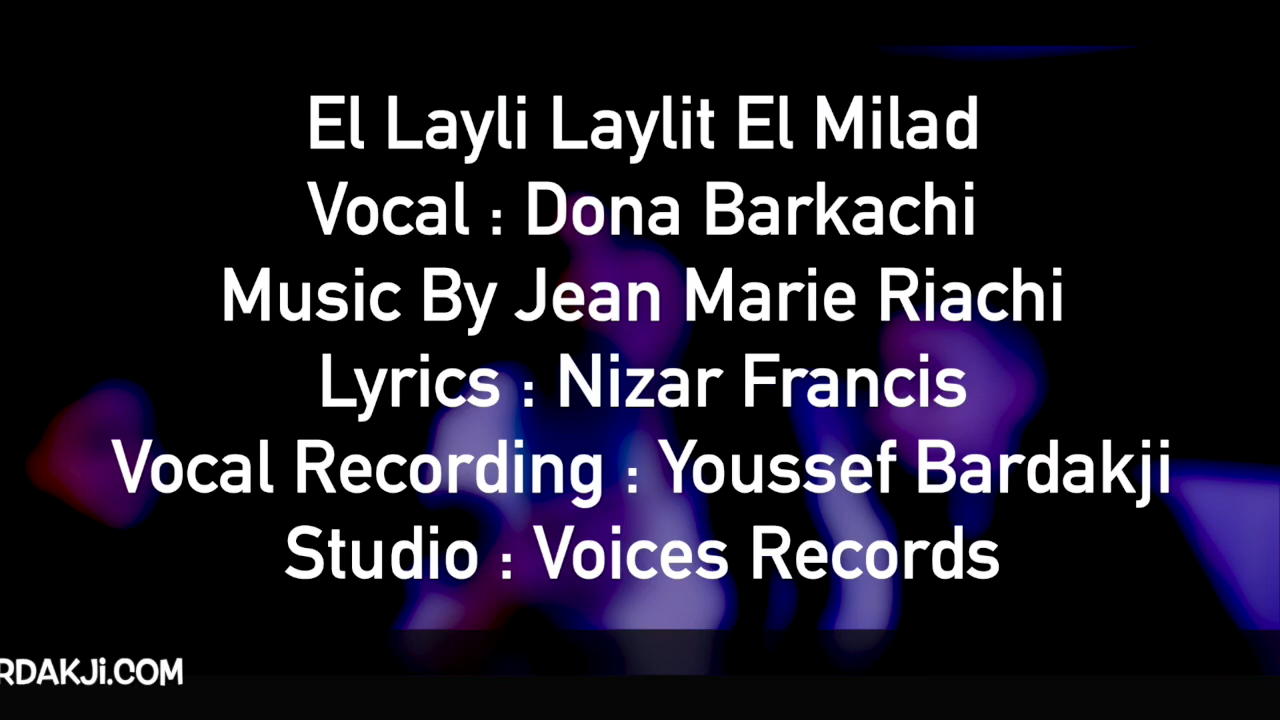 El Layli Laylit El Milad
Vocal : Dona Barkachi
Music By Jean Marie Riachi
Lyrics : Nizar Francis
Vocal Recording : Youssef Bardakji
Studio : Voices Records
RDAKJi.COM